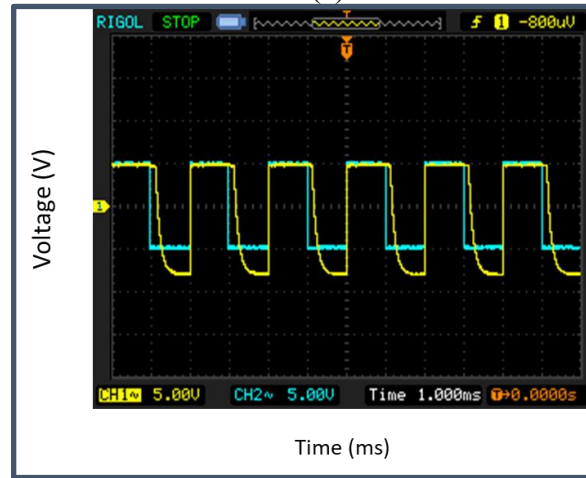 RIGOL STOP T ƒ 1 -800uV
T
Voltage (V)
1
CH1~ 5.00V CH2~ 5.00V Time 1.000ms T→0.0000s
Time (ms)